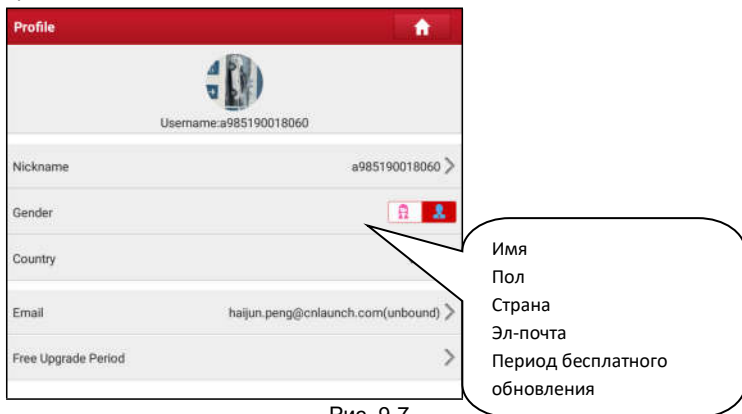 Profile
Username:a985190018060
Nickname a985190018060
Gender
Country
Email haijun.peng@cnlaunch.com(unbound)
Free Upgrade Period
Имя
Пол
Страна
Эл-почта
Период бесплатного
обновления
Рис. 9-7